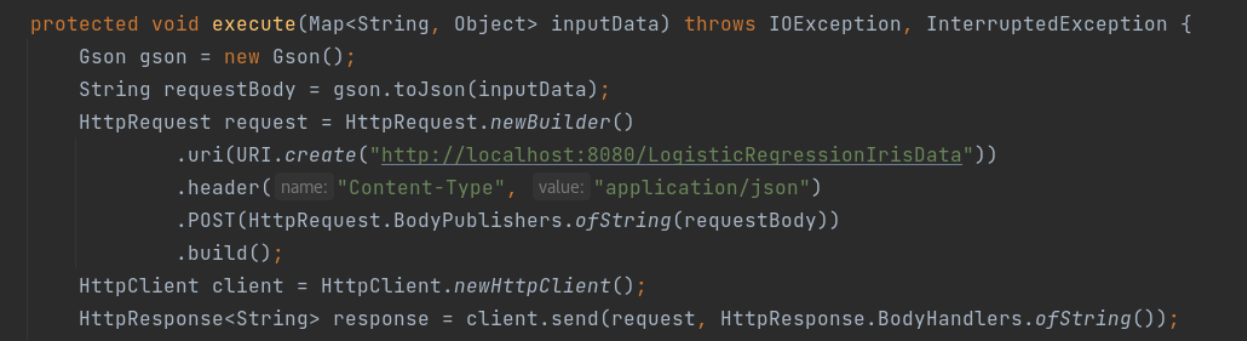 protected void execute(Map<String, Object> inputData) throws IOException, InterruptedException {
Gson gson = new Gson();
String requestBody = gson.toJson(inputData);
HttpRequest request = HttpRequest.newBuilder()
.uri(URI.create("http://localhost:8080/LogisticRegressionIrisData"))
.header( name: "Content-Type", value: "application/json")
.POST(HttpRequest.BodyPublishers.ofString(requestBody))
.build();
HttpClient client = HttpClient.newHttpClient();
HttpResponse<String> response = client.send(request, HttpResponse.BodyHandlers.ofString());